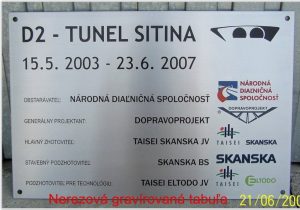 D2 - TUNEL SITINA
15.5. 2003 - 23.6. 2007
OBSTARÁVATEĽ: NÁRODNÁ DIAĽNIČNÁ SPOLOČNOSŤ
NÁRODNÁ
DIAĽNIČNÁ
SPOLOČNOSŤ
GENERÁLNY PROJEKTANT: DOPRAVOPROJEKT
DOPRAVOPROJEKT
HLAVNÝ ZHOTOVITEĽ: TAISEI SKANSKA JV
TAISEI SKANSKA
STAVEBNÝ PODZHOTOVITEĽ: SKANSKA BS
SKANSKA
PODZHOTOVITEĽ PRE TECHNOLÓGIU: TAISEI ELTODO JV
TAISEI ELTODO
Nerezová gravírovaná tabuľa
21/06/200